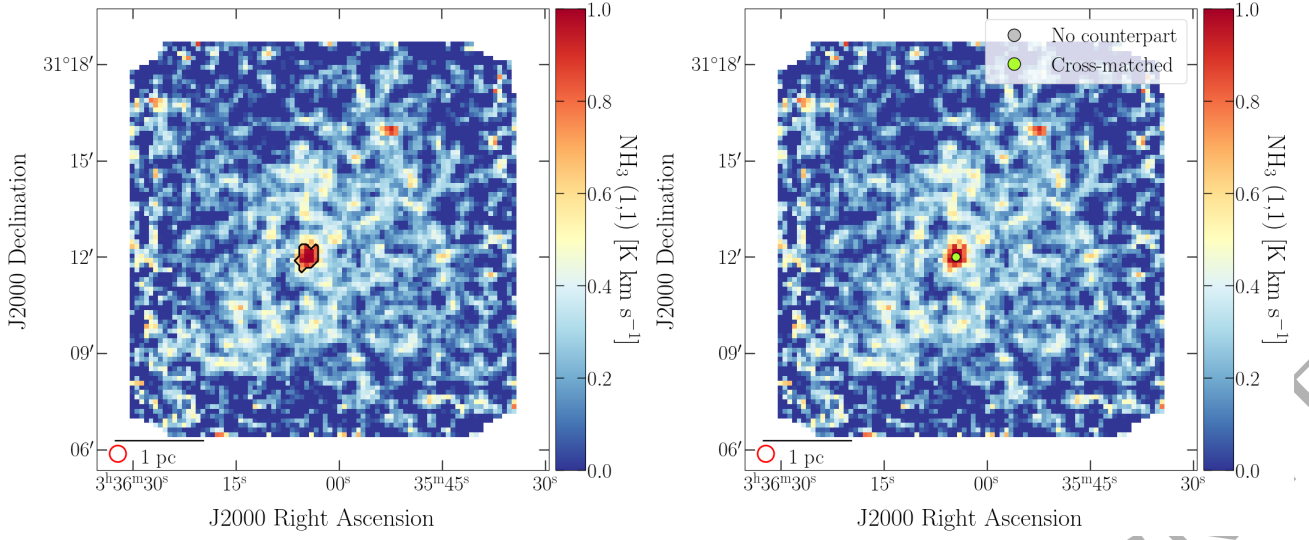 1.0
0.8
0.6
0.4
0.2
0.0
NH₃ (1,1) [K km s⁻¹]
31°18′
15′
12′
09′
06′
J2000 Declination
1 pc
3ʰ36ᵐ30ˢ
15ˢ
00ˢ
35ᵐ45ˢ
30ˢ
J2000 Right Ascension
No counterpart
Cross-matched
1.0
0.8
0.6
0.4
0.2
0.0
NH₃ (1,1) [K km s⁻¹]
31°18′
15′
12′
09′
06′
J2000 Declination
1 pc
3ʰ36ᵐ30ˢ
15ˢ
00ˢ
35ᵐ45ˢ
30ˢ
J2000 Right Ascension